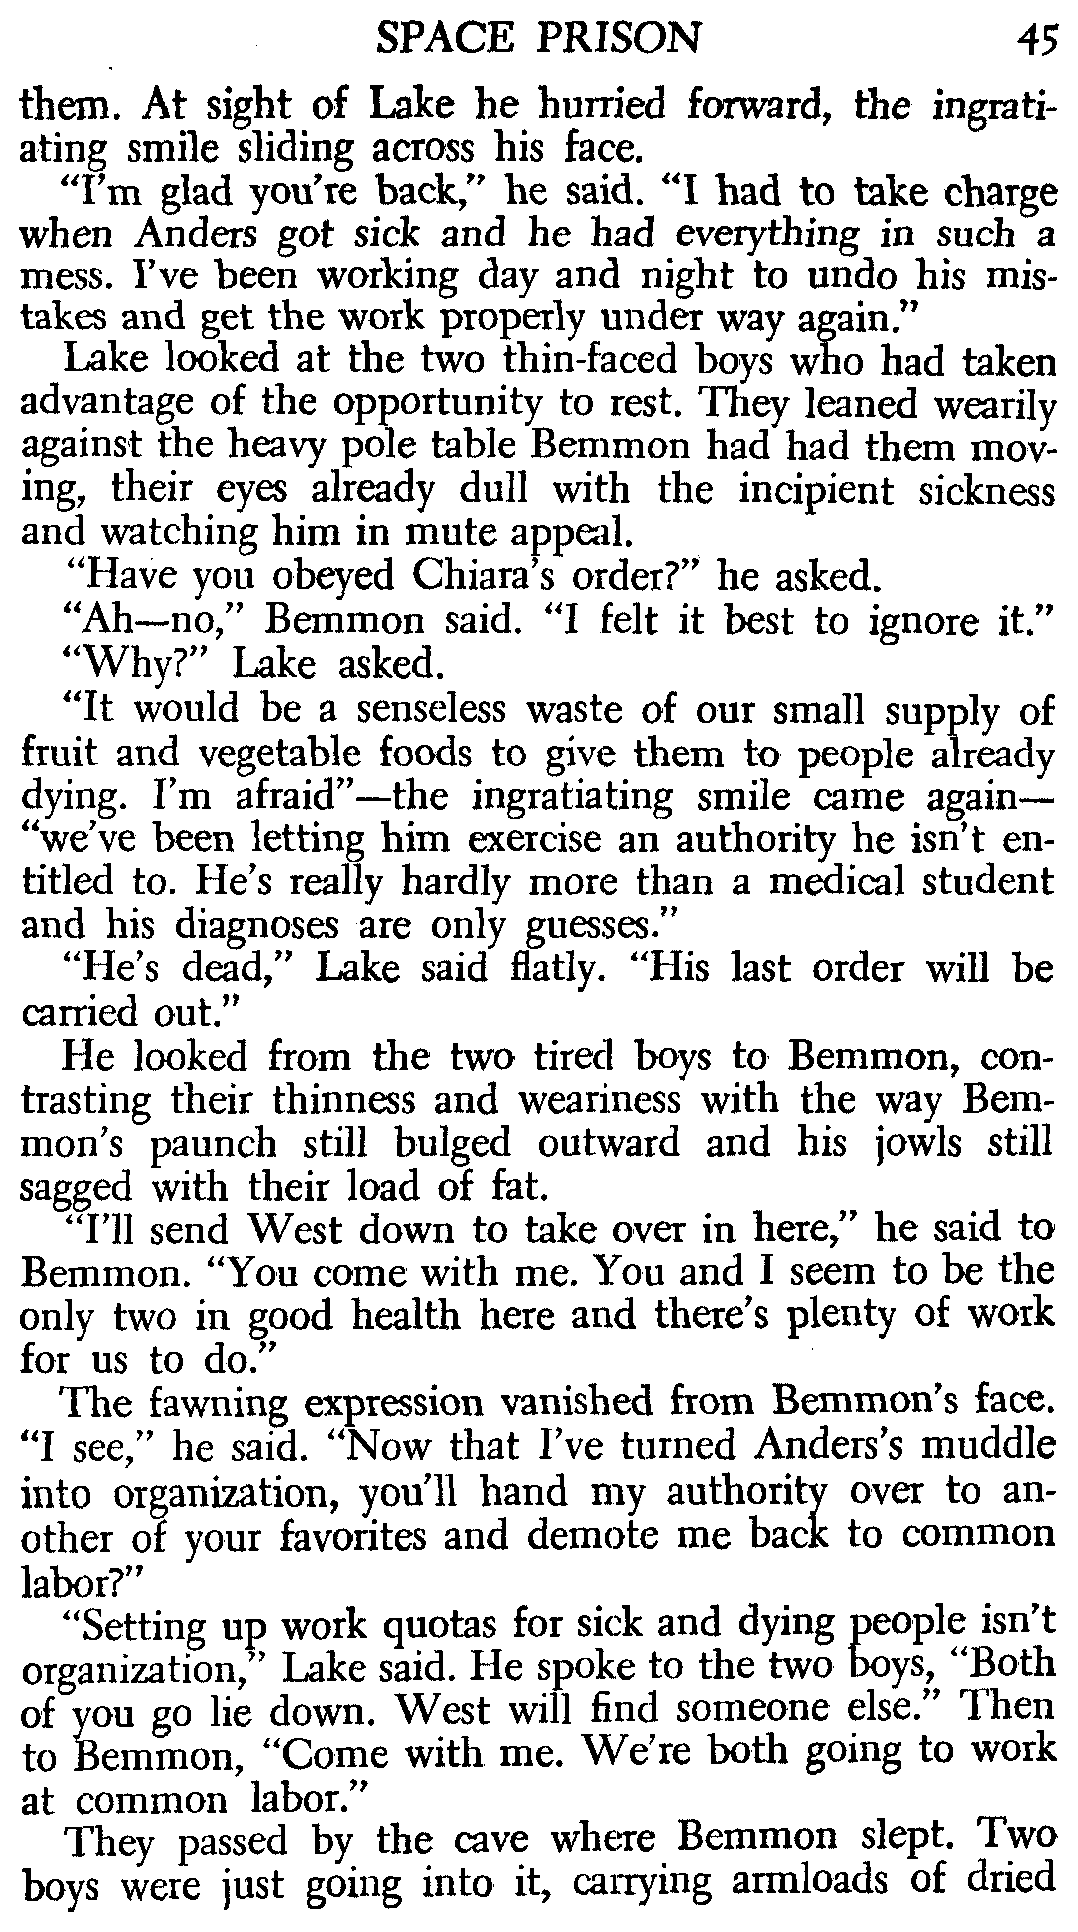 SPACE PRISON 45
them. At sight of Lake he hurried forward, the ingrati-
ating smile sliding across his face.
“I’m glad you’re back,” he said. “I had to take charge
when Anders got sick and he had everything in such a
mess. I’ve been working day and night to undo his mis-
takes and get the work properly under way again.”
Lake looked at the two thin-faced boys who had taken
advantage of the opportunity to rest. They leaned wearily
against the heavy pole table Bemmon had had them mov-
ing, their eyes already dull with the incipient sickness
and watching him in mute appeal.
“Have you obeyed Chiara’s order?” he asked.
“Ah—no,” Bemmon said. “I felt it best to ignore it.”
“Why?” Lake asked.
“It would be a senseless waste of our small supply of
fruit and vegetable foods to give them to people already
dying. I’m afraid”—the ingratiating smile came again—
“we’ve been letting him exercise an authority he isn’t en-
titled to. He’s really hardly more than a medical student
and his diagnoses are only guesses.”
“He’s dead,” Lake said flatly. “His last order will be
carried out.”
He looked from the two tired boys to Bemmon, con-
trasting their thinness and weariness with the way Bem-
mon’s paunch still bulged outward and his jowls still
sagged with their load of fat.
“I’ll send West down to take over in here,” he said to
Bemmon. “You come with me. You and I seem to be the
only two in good health here and there’s plenty of work
for us to do.”
The fawning expression vanished from Bemmon’s face.
“I see,” he said. “Now that I’ve turned Anders’s muddle
into organization, you’ll hand my authority over to an-
other of your favorites and demote me back to common
labor?”
“Setting up work quotas for sick and dying people isn’t
organization,” Lake said. He spoke to the two boys, “Both
of you go lie down. West will find someone else.” Then
to Bemmon, “Come with me. We’re both going to work
at common labor.”
They passed by the cave where Bemmon slept. Two
boys were just going into it, carrying armloads of dried